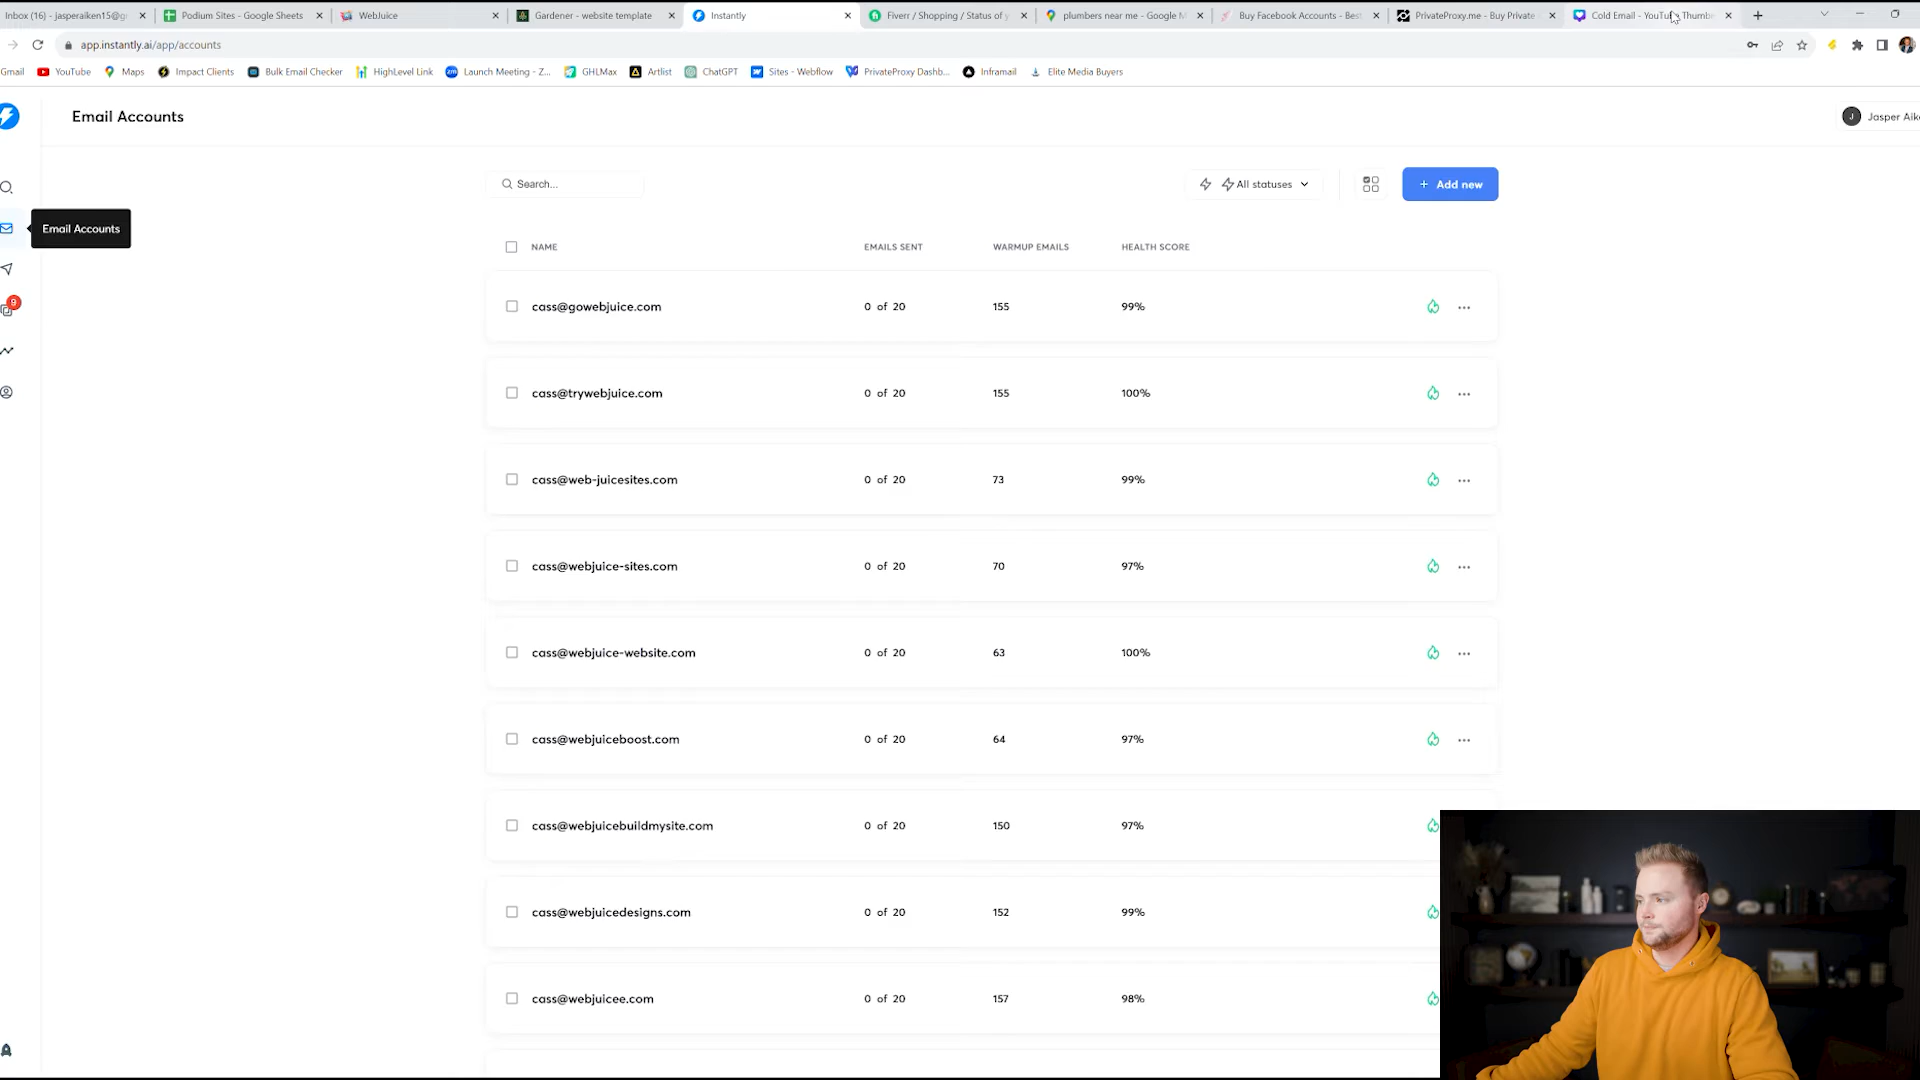 Inbox (16) - jasperaiken15@g
Podium Sites - Google Sheets
WebJuice
Gardener - website template
Instantly
Fiverr / Shopping / Status of y
plumbers near me - Google M
Buy Facebook Accounts - Bes
PrivateProxy.me - Buy Private
Cold Email - YouTube Thumb
app.instantly.ai/app/accounts
Gmail
YouTube
Maps
Impact Clients
Bulk Email Checker
HighLevel Link
Launch Meeting - Z...
GHLMax
Artlist
ChatGPT
Sites - Webflow
PrivateProxy Dashb...
Inframail
Elite Media Buyers
Email Accounts
J
Jasper Aike
Search...
All statuses
+ Add new
9
Email Accounts
NAME EMAILS SENT WARMUP EMAILS HEALTH SCORE
cass@gowebjuice.com 0 of 20 155 99%
cass@trywebjuice.com 0 of 20 155 100%
cass@web-juicesites.com 0 of 20 73 99%
cass@webjuice-sites.com 0 of 20 70 97%
cass@webjuice-website.com 0 of 20 63 100%
cass@webjuiceboost.com 0 of 20 64 97%
cass@webjuicebuildmysite.com 0 of 20 150 97%
cass@webjuicedesigns.com 0 of 20 152 99%
cass@webjuicee.com 0 of 20 157 98%